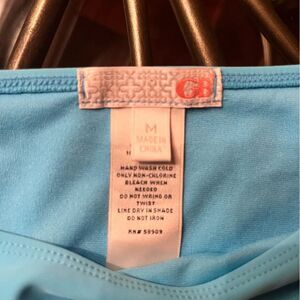 GB
M
MADE IN
CHINA
HAND WASH COLD
ONLY NON-CHLORINE
BLEACH WHEN
NEEDED
DO NOT WRING OR
TWIST
LINE DRY IN SHADE
DO NOT IRON
RN# 59909